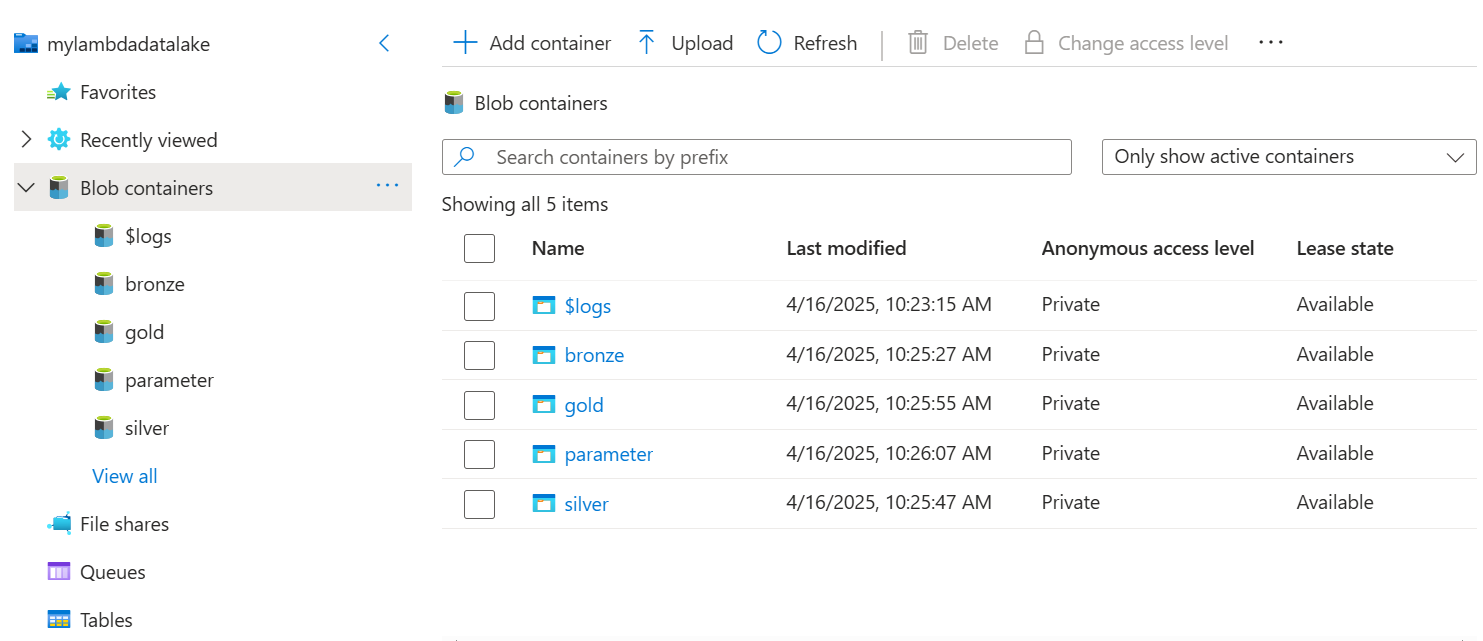 mylambdadatalake
Favorites
Recently viewed
Blob containers
$logs
bronze
gold
parameter
silver
View all
File shares
Queues
Tables
Add container Upload Refresh Delete Change access level
Blob containers
Search containers by prefix Only show active containers
Showing all 5 items
Name Last modified Anonymous access level Lease state
$logs 4/16/2025, 10:23:15 AM Private Available
bronze 4/16/2025, 10:25:27 AM Private Available
gold 4/16/2025, 10:25:55 AM Private Available
parameter 4/16/2025, 10:26:07 AM Private Available
silver 4/16/2025, 10:25:47 AM Private Available